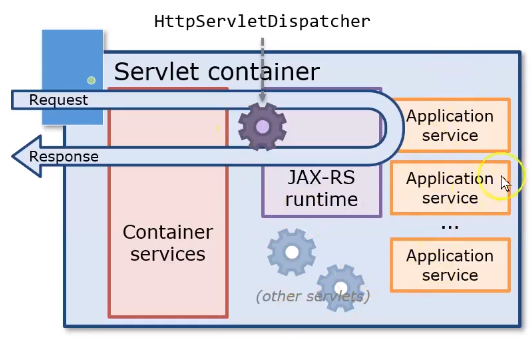 HttpServletDispatcher
Servlet container
Request
Response
Container
services
JAX-RS
runtime
Application
service
Application
service
...
Application
service
(other servlets)